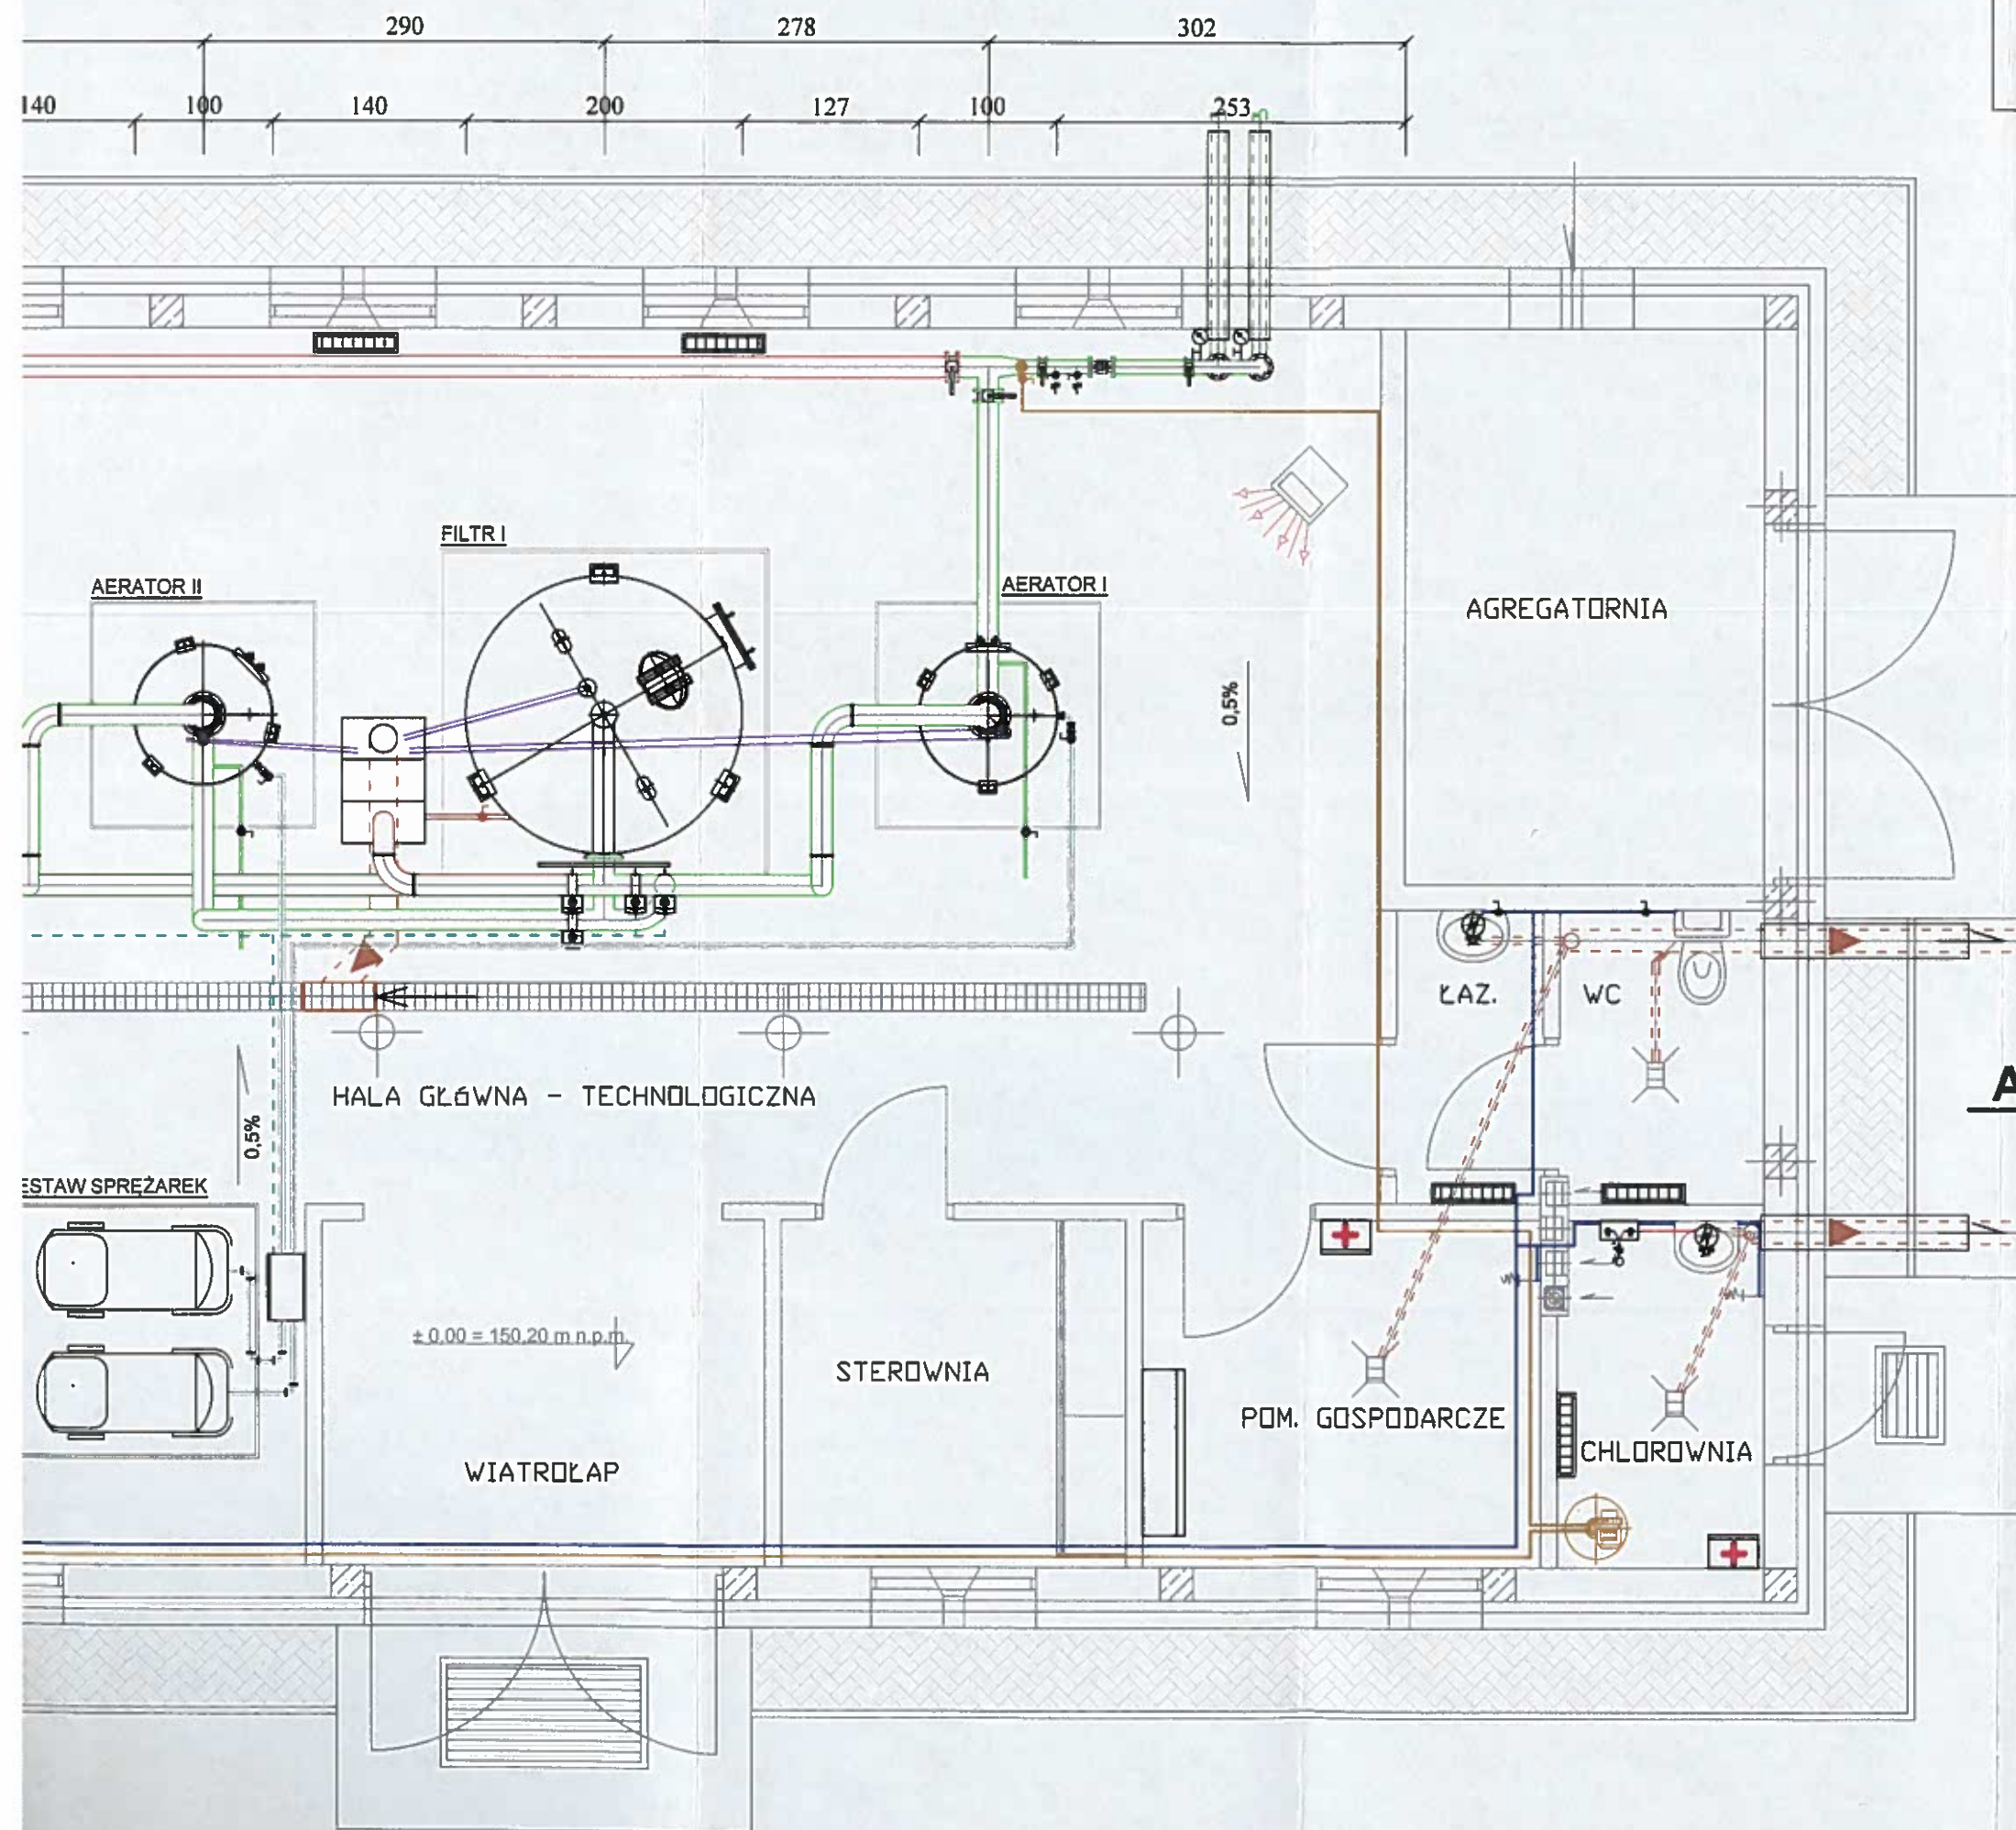 290 278 302
140 100 140 200 127 100 253
FILTR I
AERATOR II
AERATOR I
AGREGATORNIA
0,5%
ŁAZ.
WC
HALA GŁÓWNA - TECHNOLOGICZNA
0,5%
ESTAW SPRĘŻAREK
± 0,00 = 150,20 m n.p.m.
STEROWNIA
POM. GOSPODARCZE
CHLOROWNIA
WIATROŁAP
A